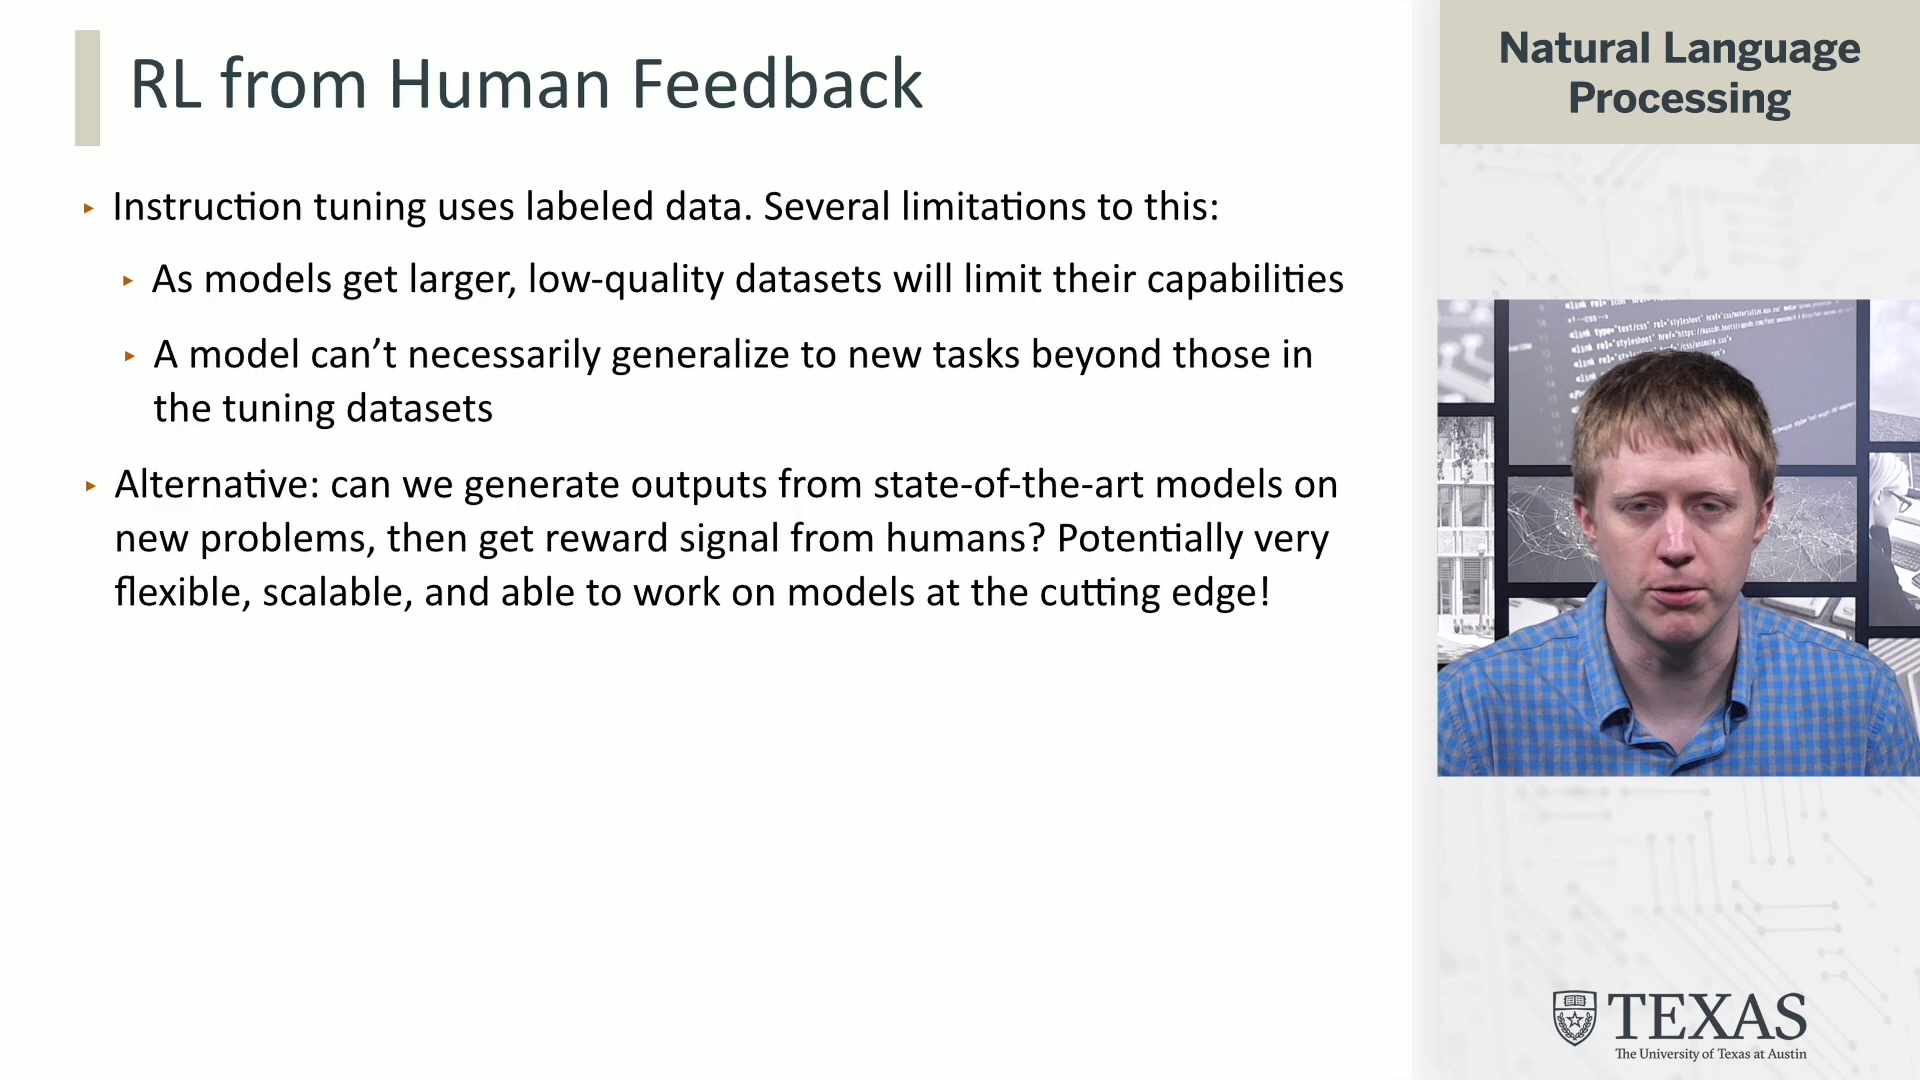 RL from Human Feedback
Instruction tuning uses labeled data. Several limitations to this:
As models get larger, low-quality datasets will limit their capabilities
A model can’t necessarily generalize to new tasks beyond those in
the tuning datasets
Alternative: can we generate outputs from state-of-the-art models on
new problems, then get reward signal from humans? Potentially very
flexible, scalable, and able to work on models at the cutting edge!
Natural Language
Processing
TEXAS
The University of Texas at Austin